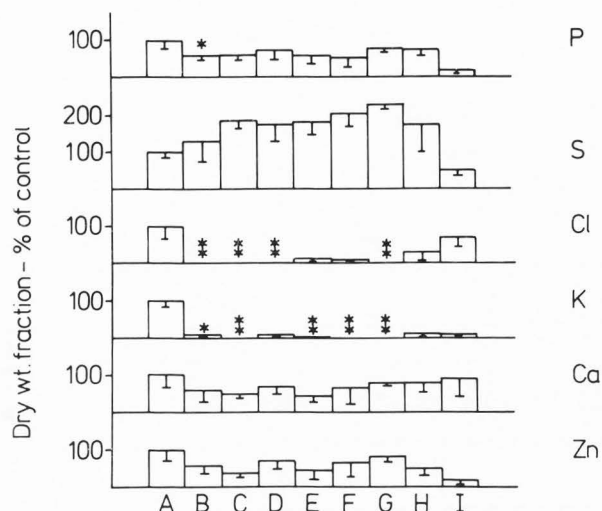 Dry wt. fraction - % of control
100 * P
200
100 S
100 ** ** ** ** Cl
100 * ** ** ** ** K
100 Ca
100 Zn
A B C D E F G H I